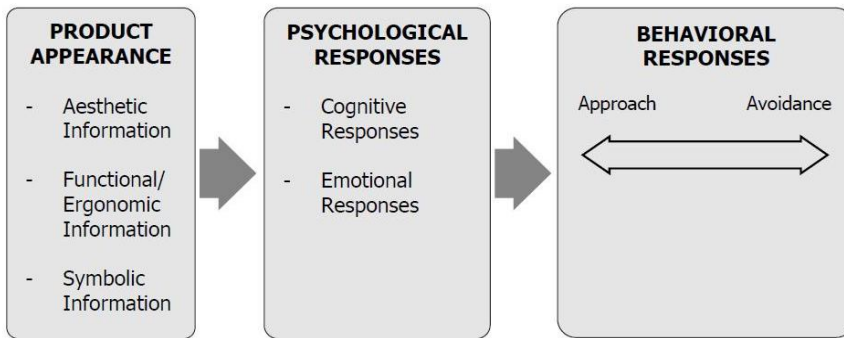 PRODUCT
APPEARANCE
- Aesthetic
Information
- Functional/
Ergonomic
Information
- Symbolic
Information
PSYCHOLOGICAL
RESPONSES
- Cognitive
Responses
- Emotional
Responses
BEHAVIORAL
RESPONSES
Approach Avoidance